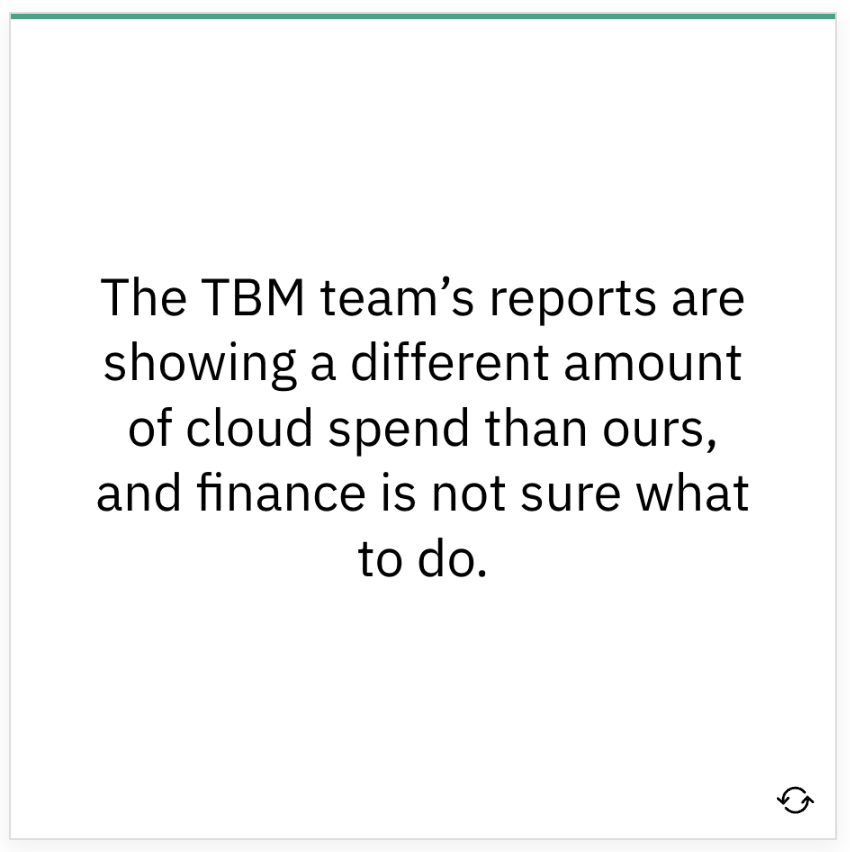 The TBM team’s reports are
showing a different amount
of cloud spend than ours,
and finance is not sure what
to do.